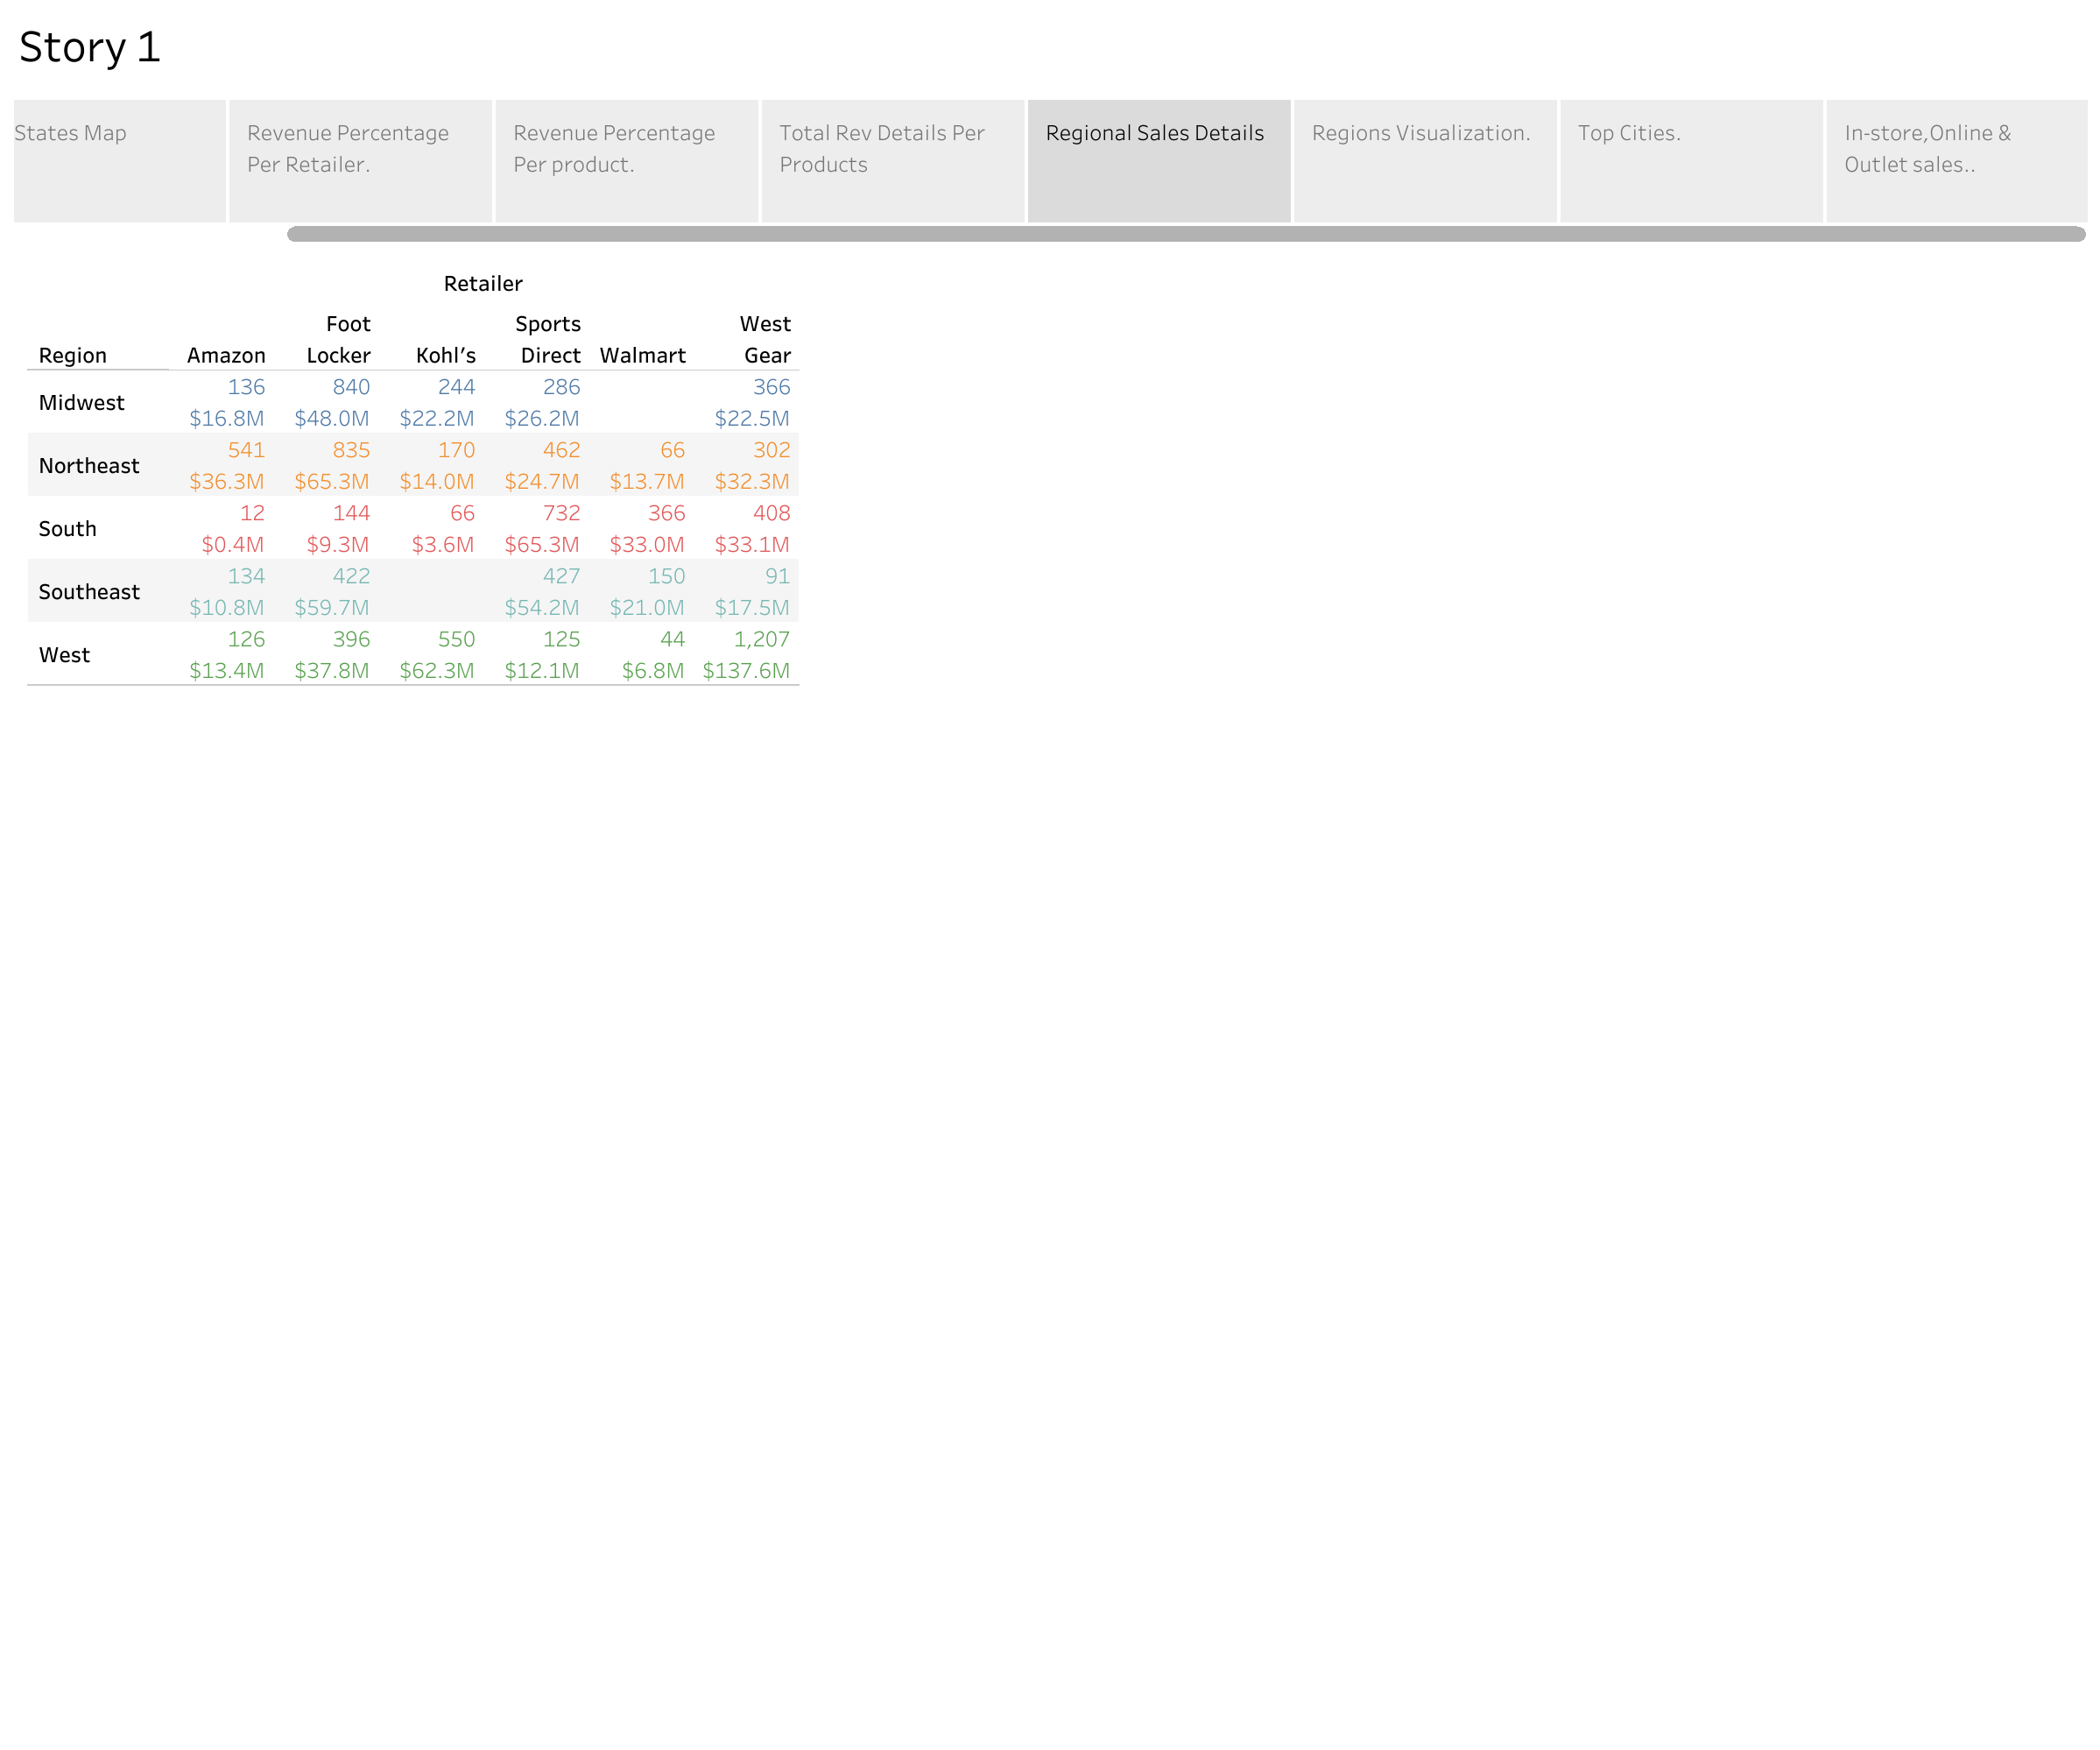 Story 1
States Map
Revenue Percentage
Per Retailer.
Revenue Percentage
Per product.
Total Rev Details Per
Products
Regional Sales Details
Regions Visualization.
Top Cities.
In-store,Online &
Outlet sales..
Retailer
Region Amazon Foot Locker Kohl's Sports Direct Walmart West Gear
Midwest
136 840 244 286 366
$16.8M $48.0M $22.2M $26.2M $22.5M
Northeast
541 835 170 462 66 302
$36.3M $65.3M $14.0M $24.7M $13.7M $32.3M
South
12 144 66 732 366 408
$0.4M $9.3M $3.6M $65.3M $33.0M $33.1M
Southeast
134 422 427 150 91
$10.8M $59.7M $54.2M $21.0M $17.5M
West
126 396 550 125 44 1,207
$13.4M $37.8M $62.3M $12.1M $6.8M $137.6M